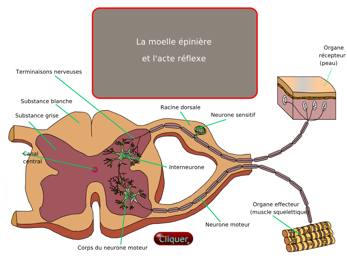 La moelle épinière
et l'acte réflexe
Organe
récepteur
(peau)
Terminaisons nerveuses
Substance blanche
Substance grise
Racine dorsale
Neurone sensitif
Canal
central
Interneurone
Organe effecteur
(muscle squelettique)
Neurone moteur
Cliquer
Corps du neurone moteur